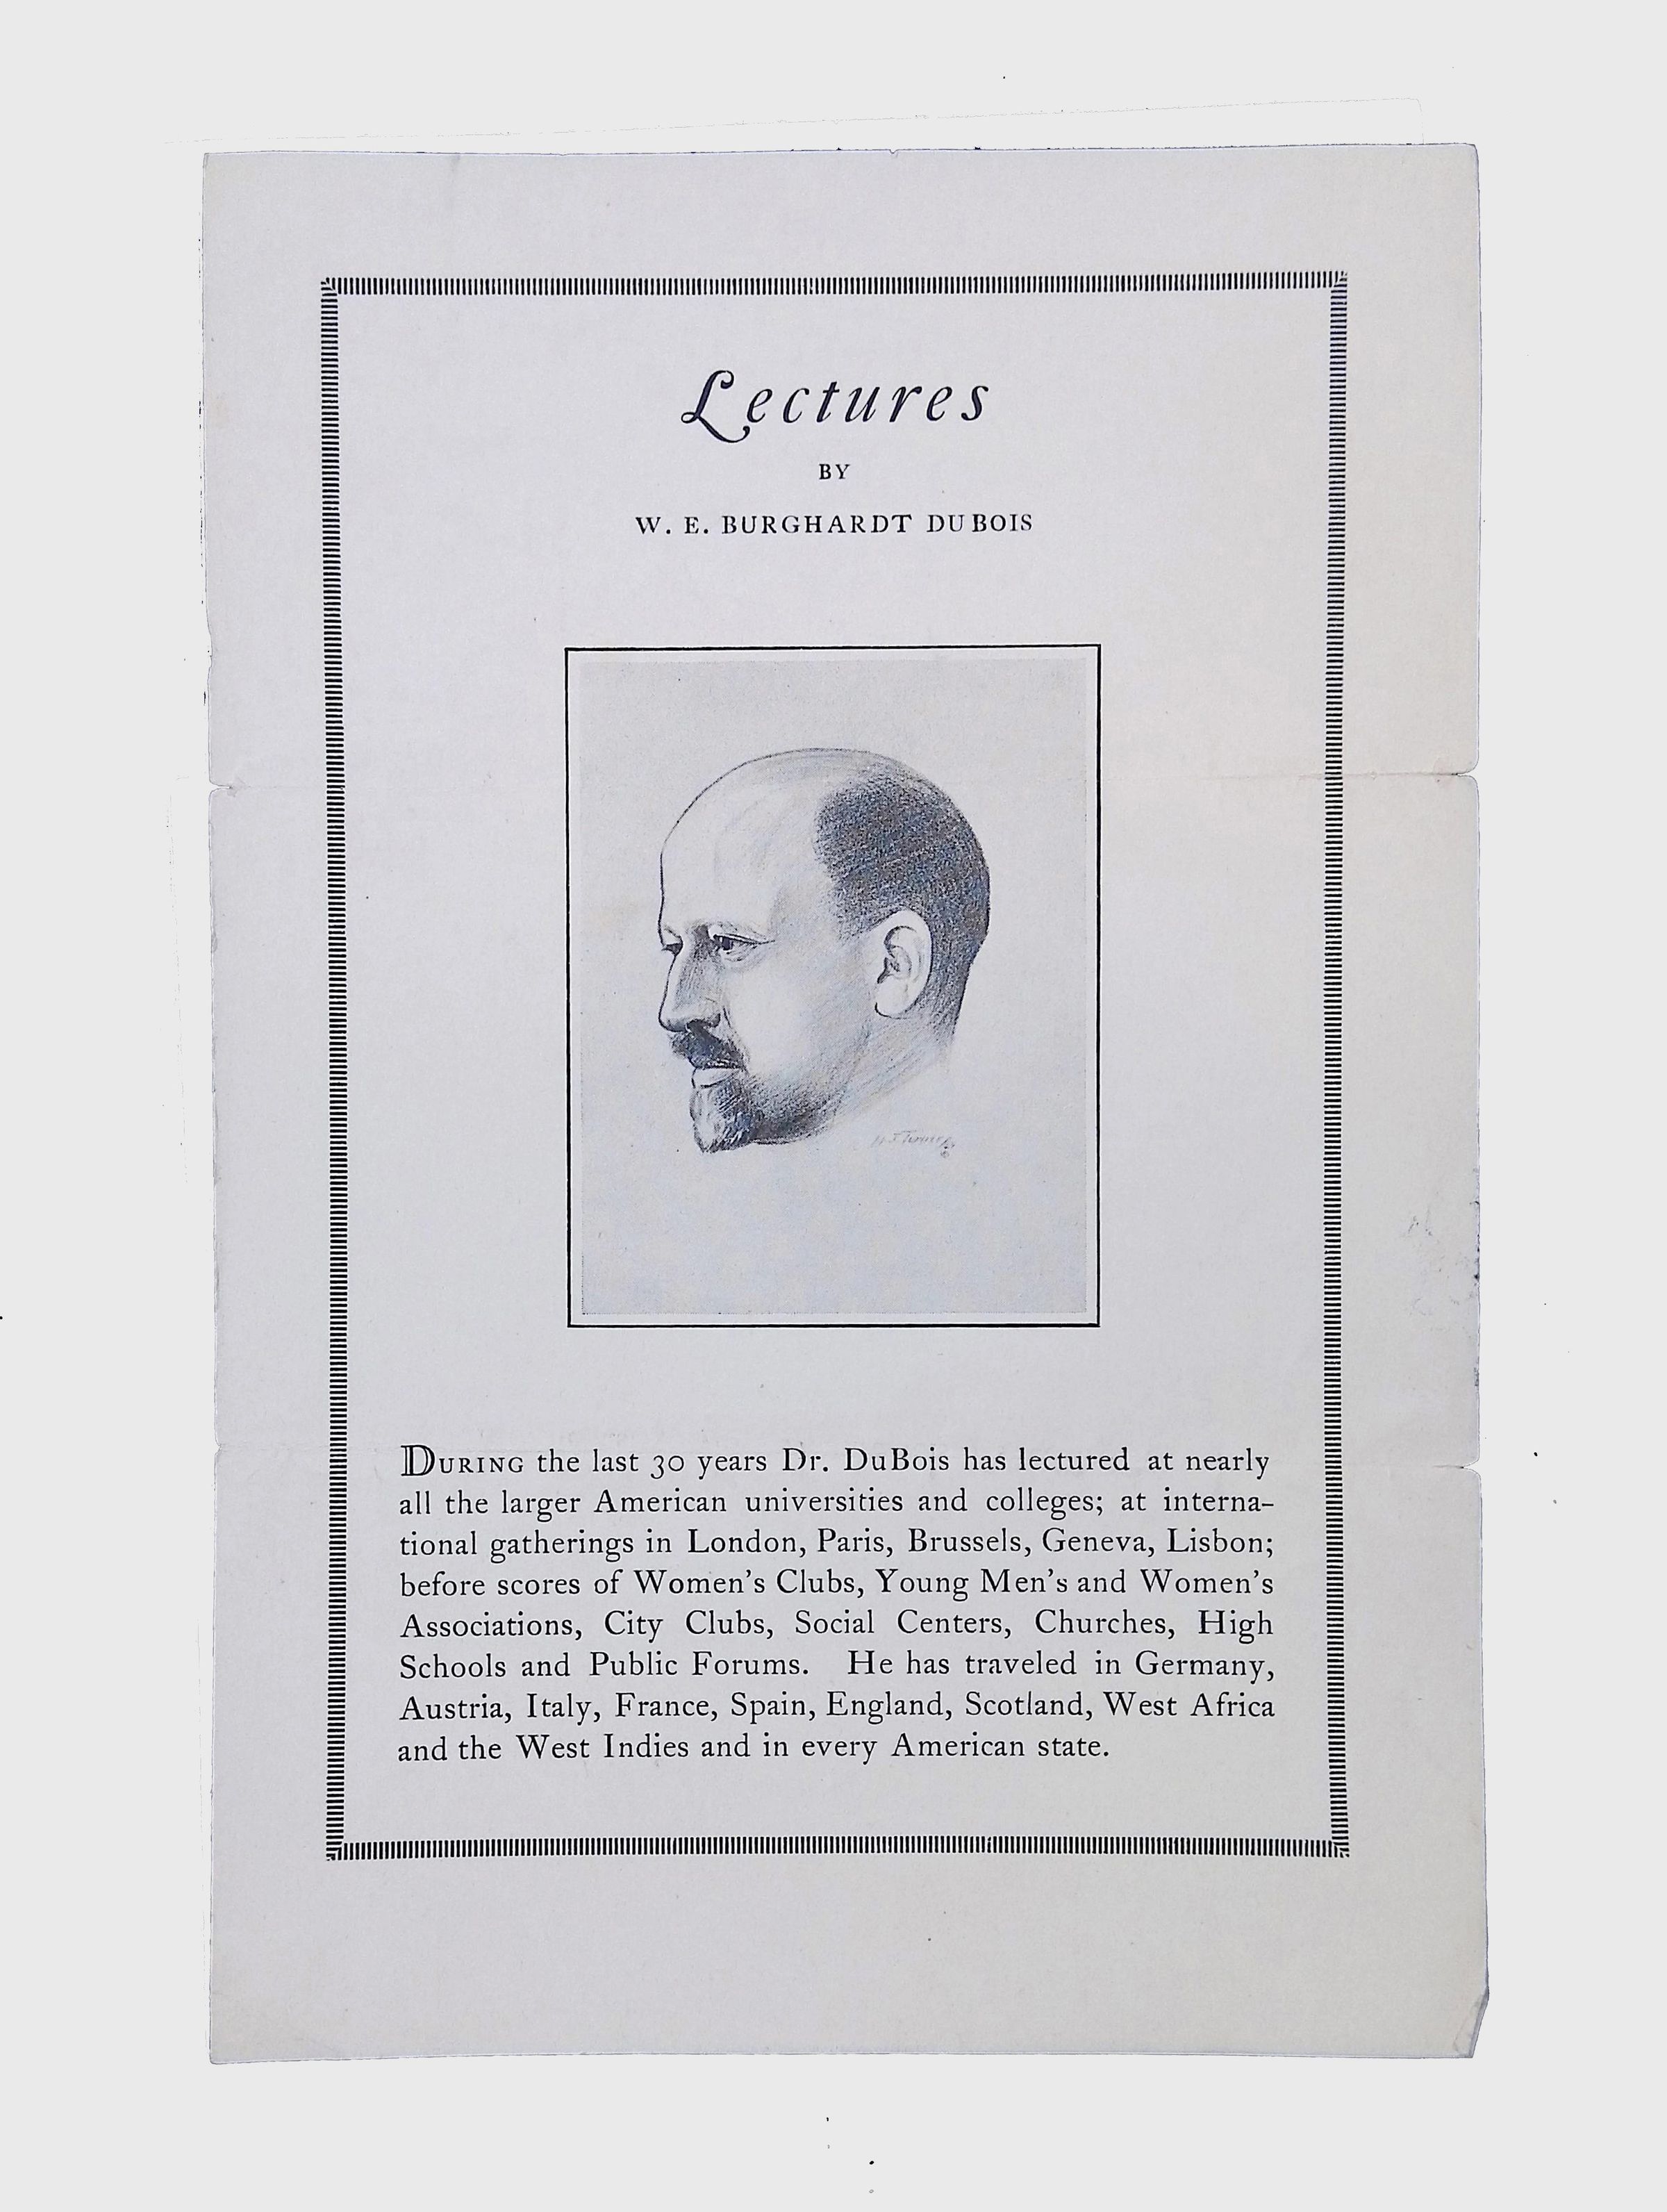 Lectures
BY
W. E. BURGHARDT DUBOIS
DURING the last 30 years Dr. DuBois has lectured at nearly
all the larger American universities and colleges; at interna-
tional gatherings in London, Paris, Brussels, Geneva, Lisbon;
before scores of Women's Clubs, Young Men's and Women's
Associations, City Clubs, Social Centers, Churches, High
Schools and Public Forums. He has traveled in Germany,
Austria, Italy, France, Spain, England, Scotland, West Africa
and the West Indies and in every American state.